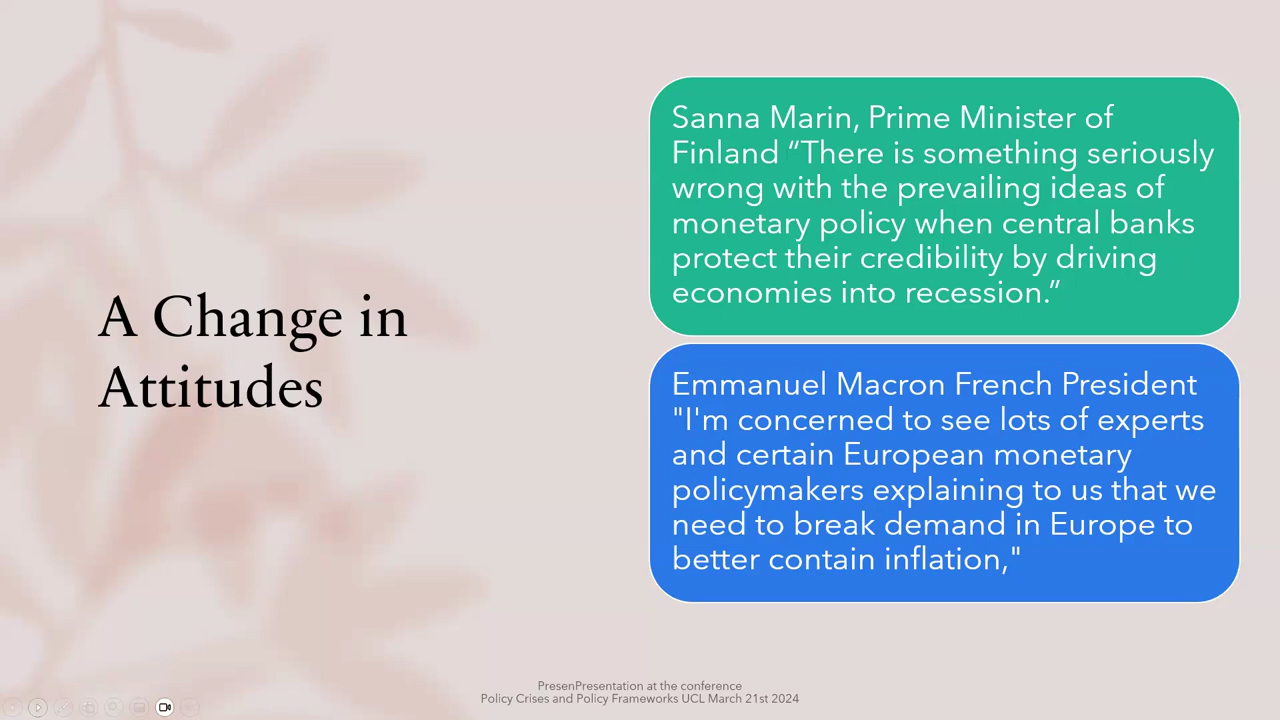 A Change in
Attitudes
Sanna Marin, Prime Minister of
Finland “There is something seriously
wrong with the prevailing ideas of
monetary policy when central banks
protect their credibility by driving
economies into recession.”
Emmanuel Macron French President
"I'm concerned to see lots of experts
and certain European monetary
policymakers explaining to us that we
need to break demand in Europe to
better contain inflation,"
PresenPresentation at the conference
Policy Crises and Policy Frameworks UCL March 21st 2024